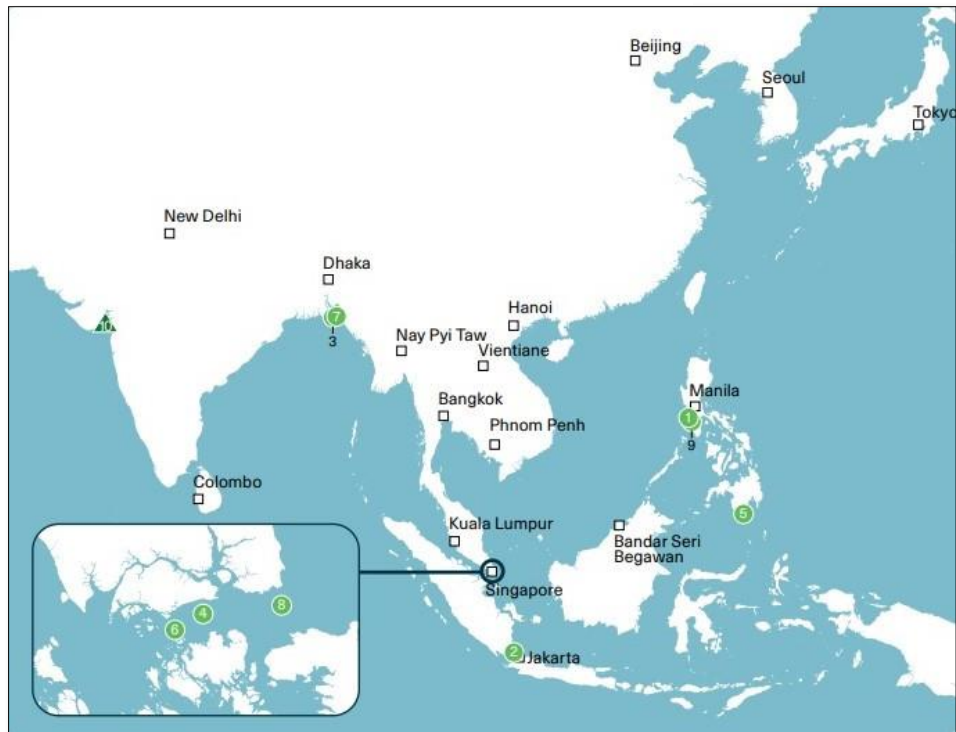 Beijing
Seoul
Tokyo
New Delhi
Dhaka
10
7
3
Hanoi
Nay Pyi Taw
Vientiane
Manila
Bangkok
1
Phnom Penh
9
Colombo
5
Kuala Lumpur
Bandar Seri
Begawan
Singapore
8
4
6
2
Jakarta